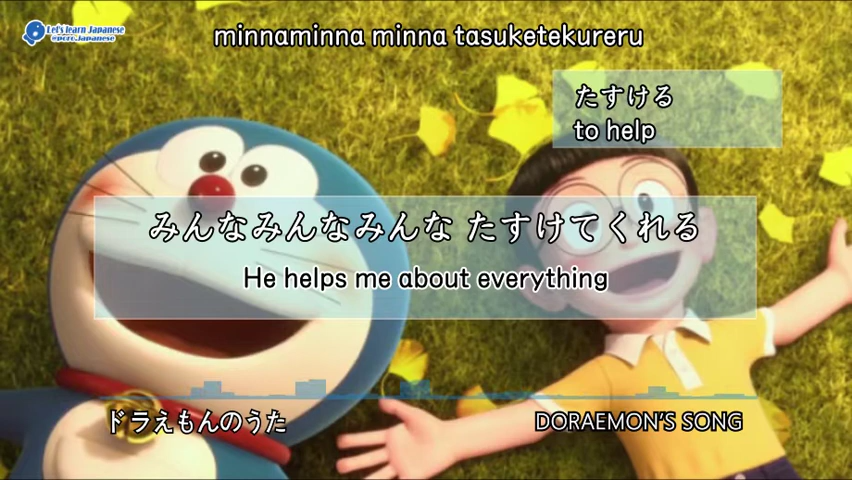 Let's learn Japanese
@poro.Japanese
minnaminna minna tasuketekureru
たすける
to help
みんなみんなみんな たすけてくれる
He helps me about everything
ドラえもんのうた
DORAEMON'S SONG